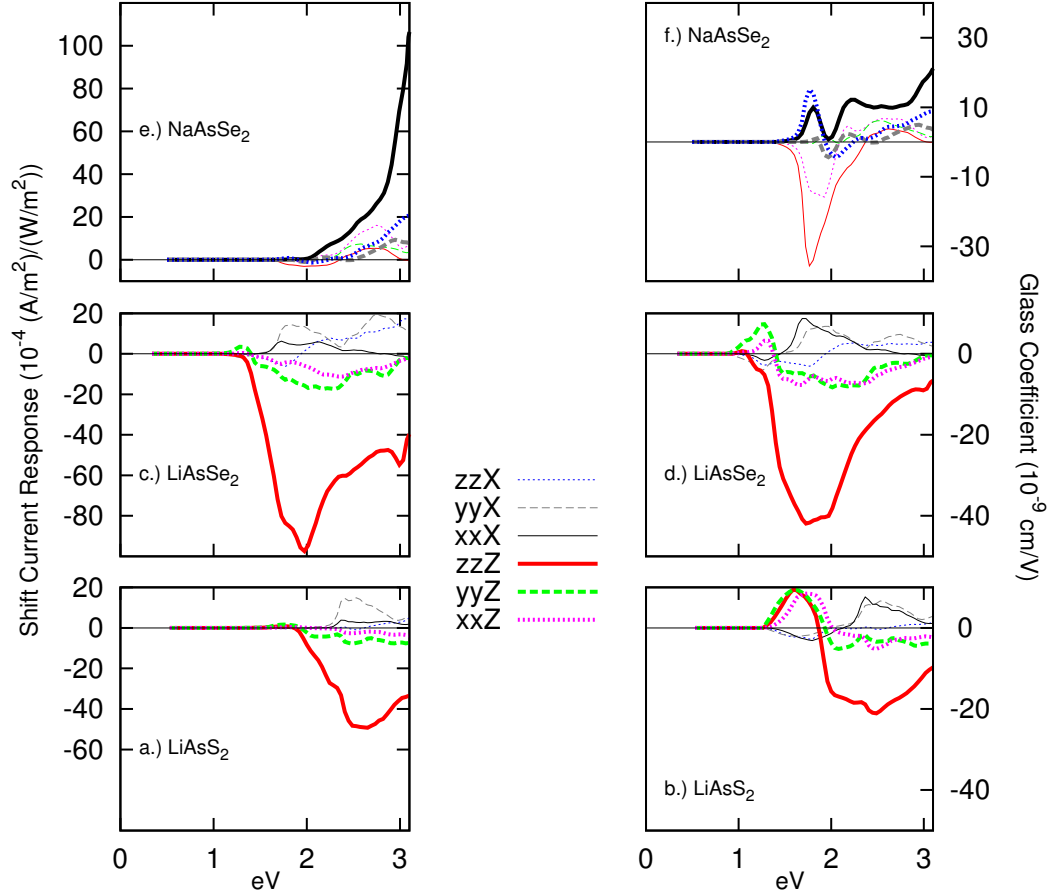 Shift Current Response (10⁻⁴ (A/m²)/(W/m²))
100
80
60
40
20
0
e.) NaAsSe₂
20
0
-20
-40
-60
-80
c.) LiAsSe₂
20
0
-20
-40
-60
a.) LiAsS₂
0 1 2 3
eV
zzX
yyX
xxX
zzZ
yyZ
xxZ
f.) NaAsSe₂
30
10
-10
-30
d.) LiAsSe₂
0
-20
-40
b.) LiAsS₂
0
-20
-40
0 1 2 3
eV
Glass Coefficient (10⁻⁹ cm/V)